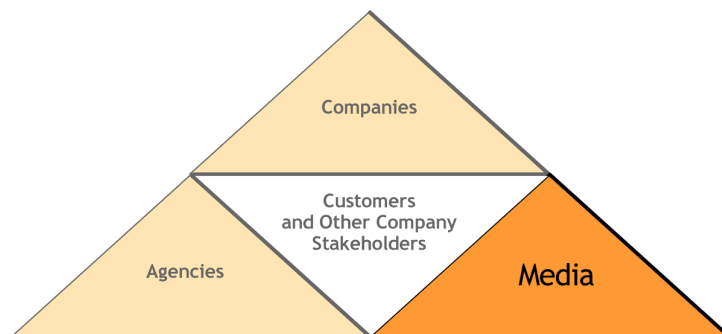 Companies
Customers
and Other Company
Stakeholders
Agencies
Media